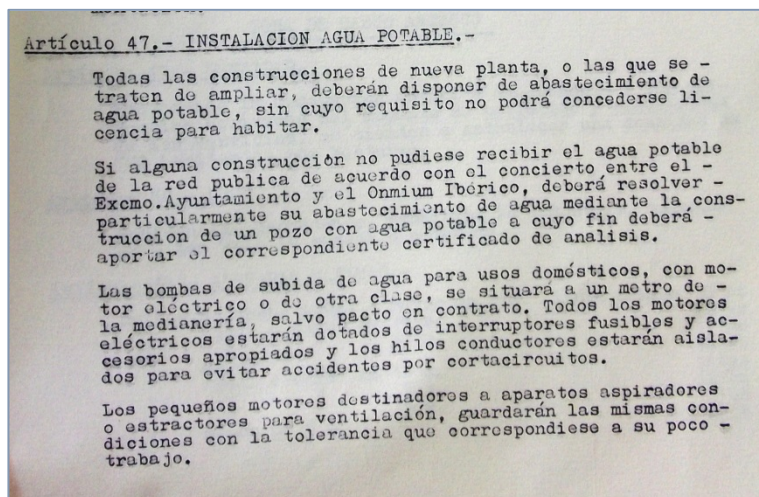 Artículo 47.- INSTALACION AGUA POTABLE.-
Todas las construcciones de nueva planta, o las que se -
traten de ampliar, deberán disponer de abastecimiento de
agua potable, sin cuyo requisito no podrá concederse li-
cencia para habitar.
Si alguna construcción no pudiese recibir el agua potable
de la red publica de acuerdo con el concierto entre el -
Excmo.Ayuntamiento y el Onmium Ibérico, deberá resolver -
particularmente su abastecimiento de agua mediante la cons-
truccion de un pozo con agua potable a cuyo fin deberá -
aportar el correspondiente certificado de analisis.
Las bombas de subida de agua para usos domésticos, con mo-
tor eléctrico o de otra clase, se situará a un metro de -
la medianería, salvo pacto en contrato. Todos los motores
eléctricos estarán dotados de interruptores fusibles y ac-
cesorios apropiados y los hilos conductores estarán aisla-
dos para evitar accidentes por cortacircuitos.
Los pequeños motores destinadores a aparatos aspiradores
o estractores para ventilación, guardarán las mismas con-
diciones con la tolerancia que correspondiese a su poco -
trabajo.